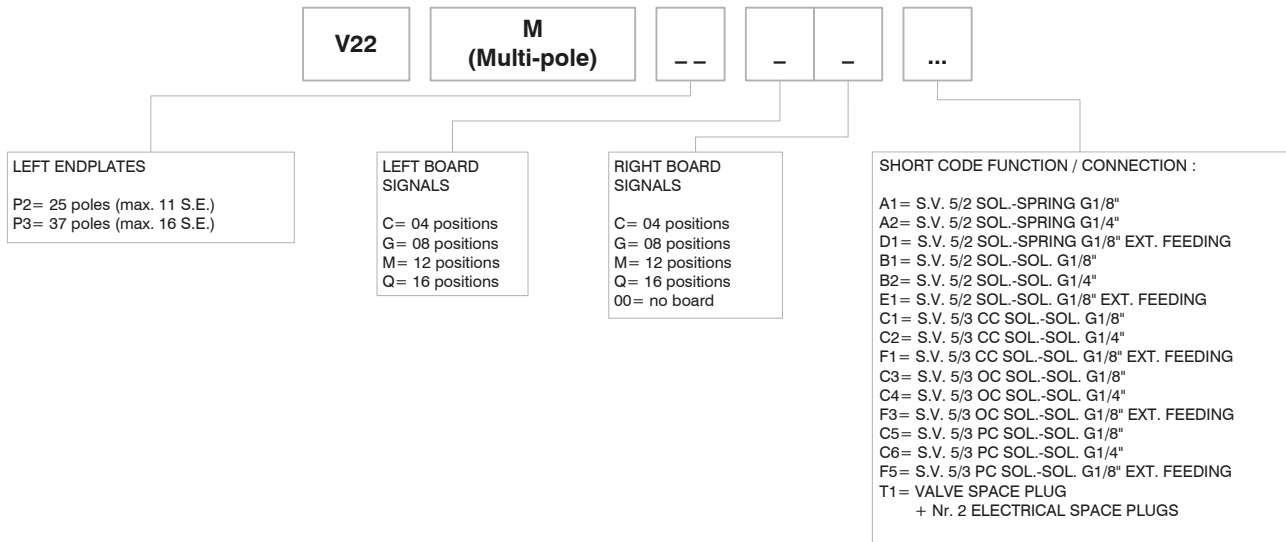 V22
M
(Multi-pole)
_ _
_
_
...
LEFT ENDPLATES
P2= 25 poles (max. 11 S.E.)
P3= 37 poles (max. 16 S.E.)
LEFT BOARD
SIGNALS
C= 04 positions
G= 08 positions
M= 12 positions
Q= 16 positions
RIGHT BOARD
SIGNALS
C= 04 positions
G= 08 positions
M= 12 positions
Q= 16 positions
00= no board
SHORT CODE FUNCTION / CONNECTION :
A1= S.V. 5/2 SOL.-SPRING G1/8"
A2= S.V. 5/2 SOL.-SPRING G1/4"
D1= S.V. 5/2 SOL.-SPRING G1/8" EXT. FEEDING
B1= S.V. 5/2 SOL.-SOL. G1/8"
B2= S.V. 5/2 SOL.-SOL. G1/4"
E1= S.V. 5/2 SOL.-SOL. G1/8" EXT. FEEDING
C1= S.V. 5/3 CC SOL.-SOL. G1/8"
C2= S.V. 5/3 CC SOL.-SOL. G1/4"
F1= S.V. 5/3 CC SOL.-SOL. G1/8" EXT. FEEDING
C3= S.V. 5/3 OC SOL.-SOL. G1/8"
C4= S.V. 5/3 OC SOL.-SOL. G1/4"
F3= S.V. 5/3 OC SOL.-SOL. G1/8" EXT. FEEDING
C5= S.V. 5/3 PC SOL.-SOL. G1/8"
C6= S.V. 5/3 PC SOL.-SOL. G1/4"
F5= S.V. 5/3 PC SOL.-SOL. G1/8" EXT. FEEDING
T1= VALVE SPACE PLUG
+ Nr. 2 ELECTRICAL SPACE PLUGS